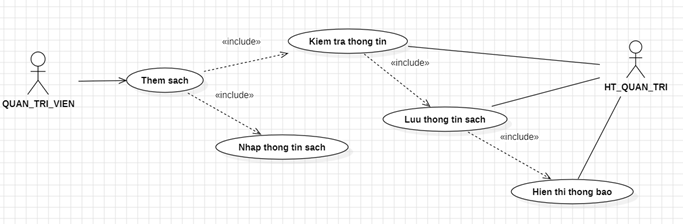 «include»
Kiem tra thong tin
«include»
QUAN_TRI_VIEN
Them sach
HT_QUAN_TRI
«include»
Luu thong tin sach
«include»
Nhap thong tin sach
Hien thi thong bao